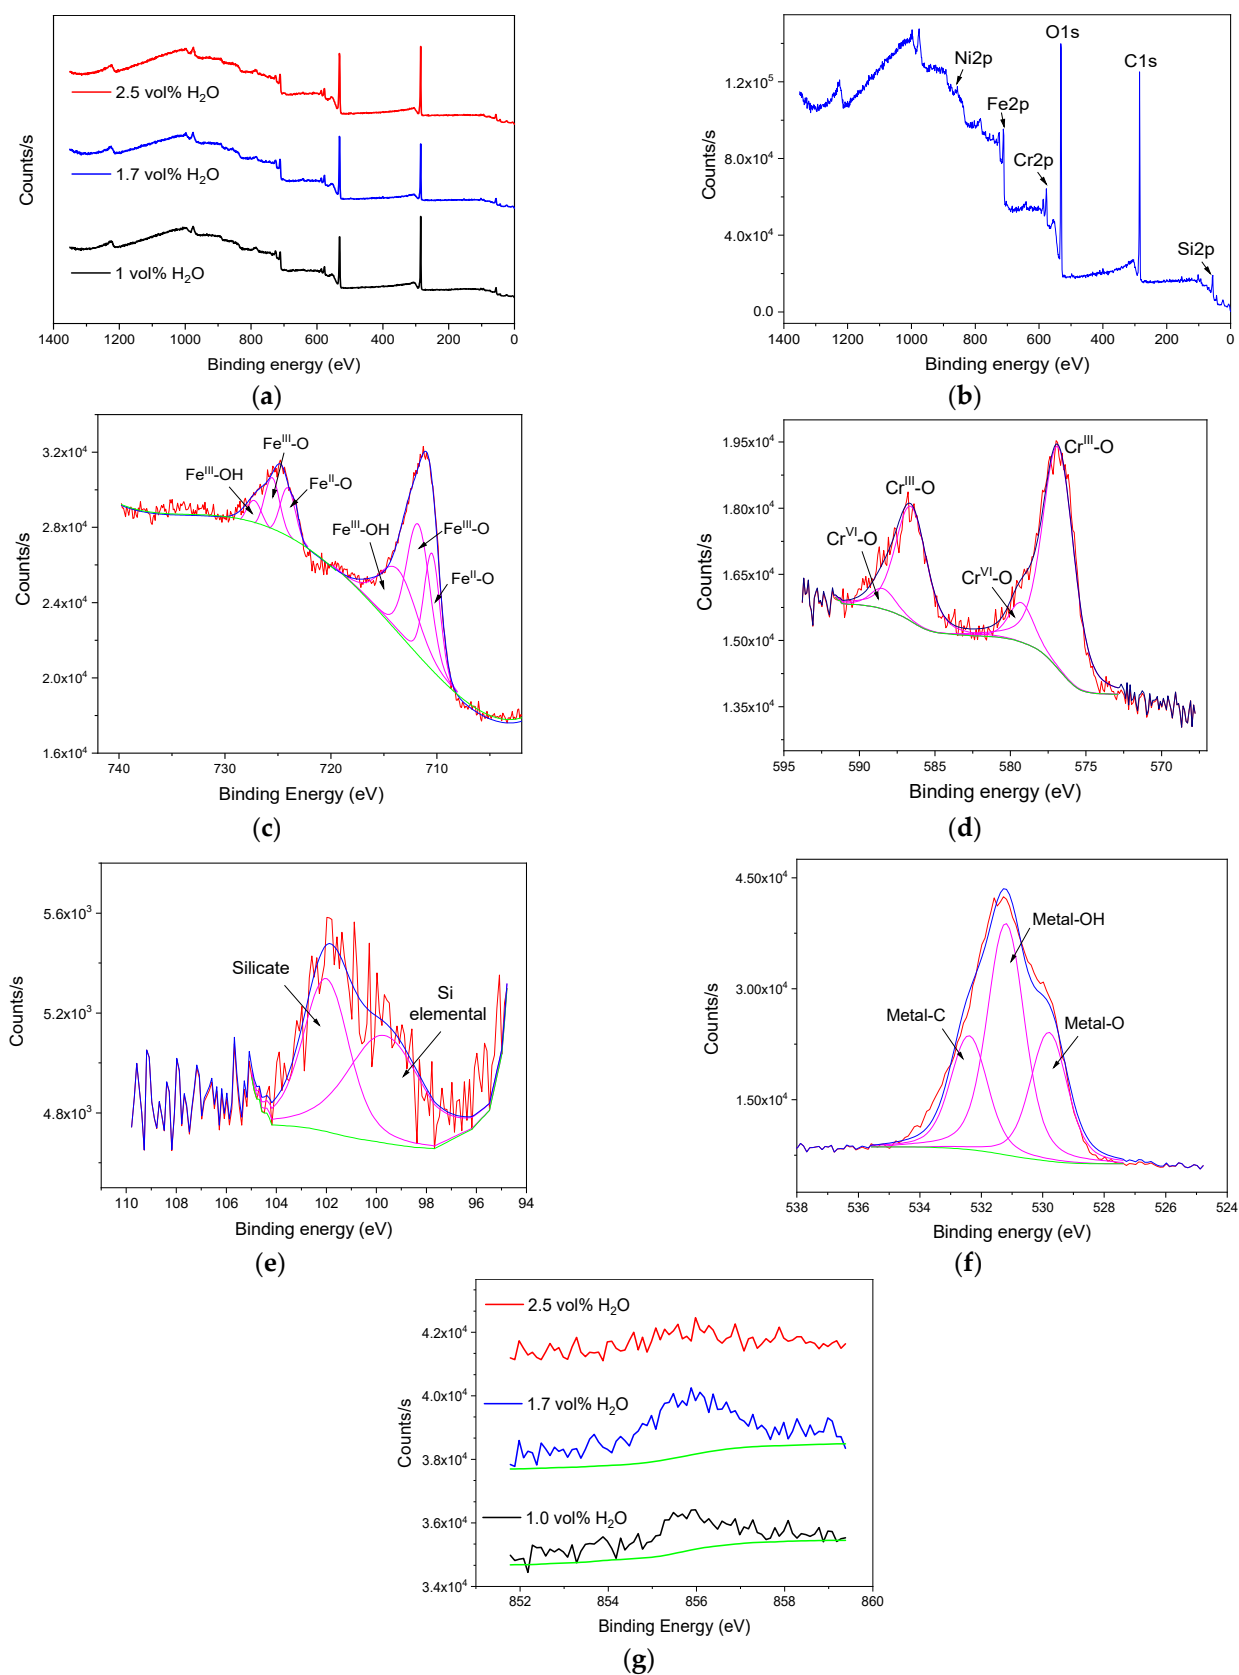 2.5 vol% H2O
1.7 vol% H2O
1 vol% H2O
Counts/s
1400 1200 1000 800 600 400 200 0
Binding energy (eV)
(a)
O1s
C1s
Ni2p
Fe2p
Cr2p
Si2p
1.2x10^5
8.0x10^4
4.0x10^4
0.0
Counts/s
1400 1200 1000 800 600 400 200 0
Binding energy (eV)
(b)
3.2x10^4
2.8x10^4
2.4x10^4
2.0x10^4
1.6x10^4
Counts/s
Fe^III-O
Fe^III-OH
Fe^II-O
Fe^III-OH
Fe^III-O
Fe^II-O
740 730 720 710
Binding Energy (eV)
(c)
1.95x10^4
1.80x10^4
1.65x10^4
1.50x10^4
1.35x10^4
Counts/s
Cr^III-O
Cr^III-O
Cr^VI-O
Cr^VI-O
595 590 585 580 575 570
Binding energy (eV)
(d)
5.6x10^3
5.2x10^3
4.8x10^3
Counts/s
Silicate
Si
elemental
110 108 106 104 102 100 98 96 94
Binding energy (eV)
(e)
4.50x10^4
3.00x10^4
1.50x10^4
Counts/s
Metal-OH
Metal-C
Metal-O
538 536 534 532 530 528 526 524
Binding energy (eV)
(f)
2.5 vol% H2O
1.7 vol% H2O
1.0 vol% H2O
4.2x10^4
4.0x10^4
3.8x10^4
3.6x10^4
3.4x10^4
Counts/s
852 854 856 858 860
Binding Energy (eV)
(g)